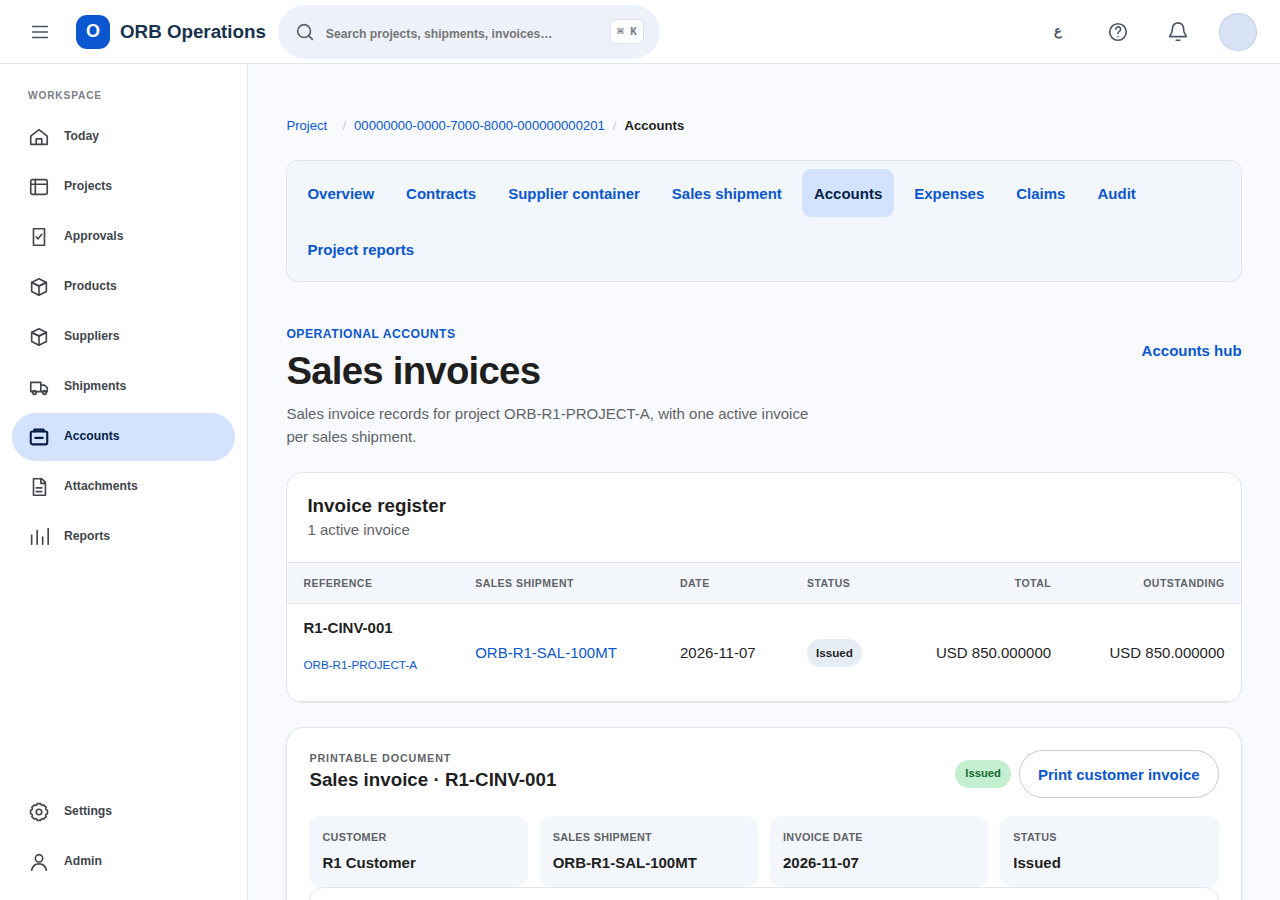 O ORB Operations
Search projects, shipments, invoices…
⌘ K
ع
WORKSPACE
Today
Projects
Approvals
Products
Suppliers
Shipments
Accounts
Attachments
Reports
Settings
Admin
Project / 00000000-0000-7000-8000-000000000201 / Accounts
Overview Contracts Supplier container Sales shipment Accounts Expenses Claims Audit
Project reports
OPERATIONAL ACCOUNTS
Sales invoices
Accounts hub
Sales invoice records for project ORB-R1-PROJECT-A, with one active invoice
per sales shipment.
Invoice register
1 active invoice
REFERENCE SALES SHIPMENT DATE STATUS TOTAL OUTSTANDING
R1-CINV-001
ORB-R1-PROJECT-A
ORB-R1-SAL-100MT 2026-11-07 Issued USD 850.000000 USD 850.000000
PRINTABLE DOCUMENT
Sales invoice · R1-CINV-001
Issued
Print customer invoice
CUSTOMER SALES SHIPMENT INVOICE DATE STATUS
R1 Customer ORB-R1-SAL-100MT 2026-11-07 Issued